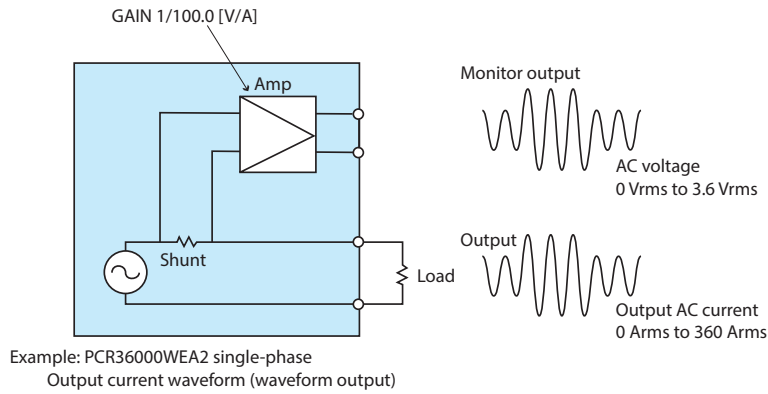 GAIN 1/100.0 [V/A]
Amp
Monitor output
AC voltage
0 Vrms to 3.6 Vrms
Shunt
Load
Output
Output AC current
0 Arms to 360 Arms
Example: PCR36000WEA2 single-phase
Output current waveform (waveform output)